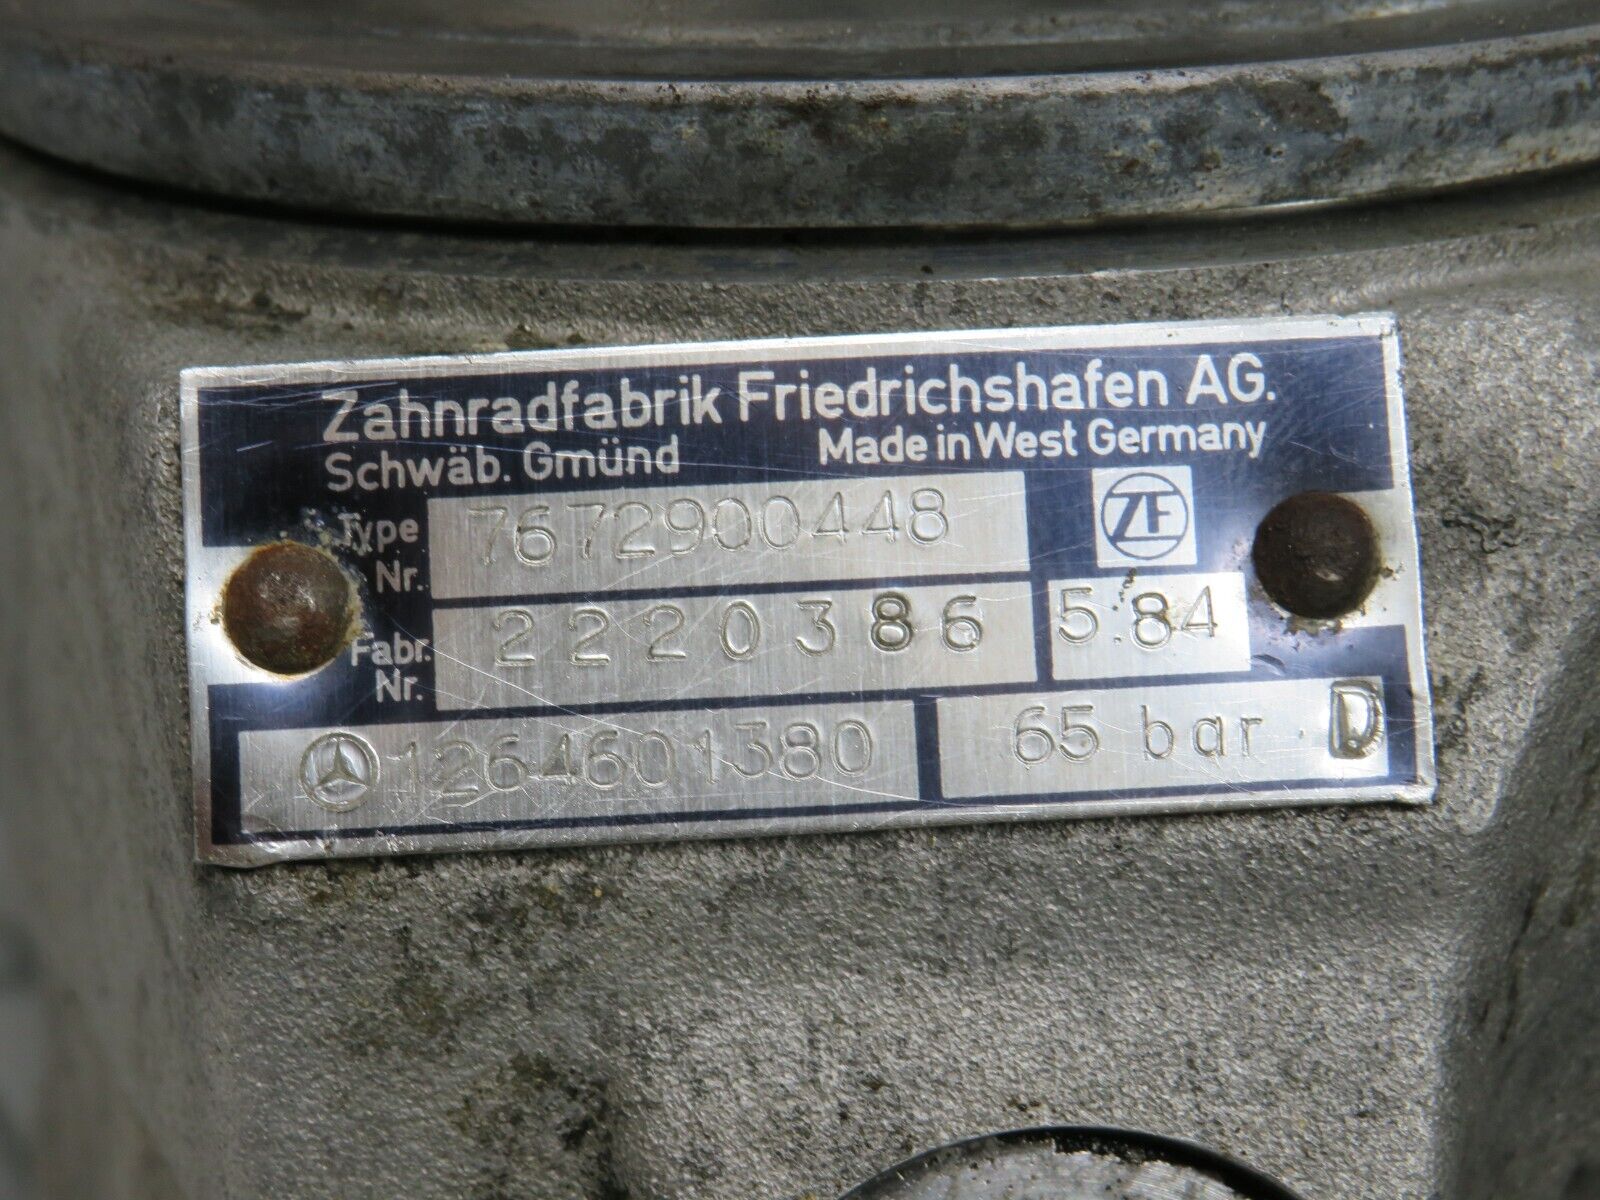 Zahnradfabrik Friedrichshafen AG.
Schwäb. Gmünd Made in West Germany
Type Nr. 7672900448 ZF
Fabr. Nr. 2220386 5.84
1264601380 65 bar D